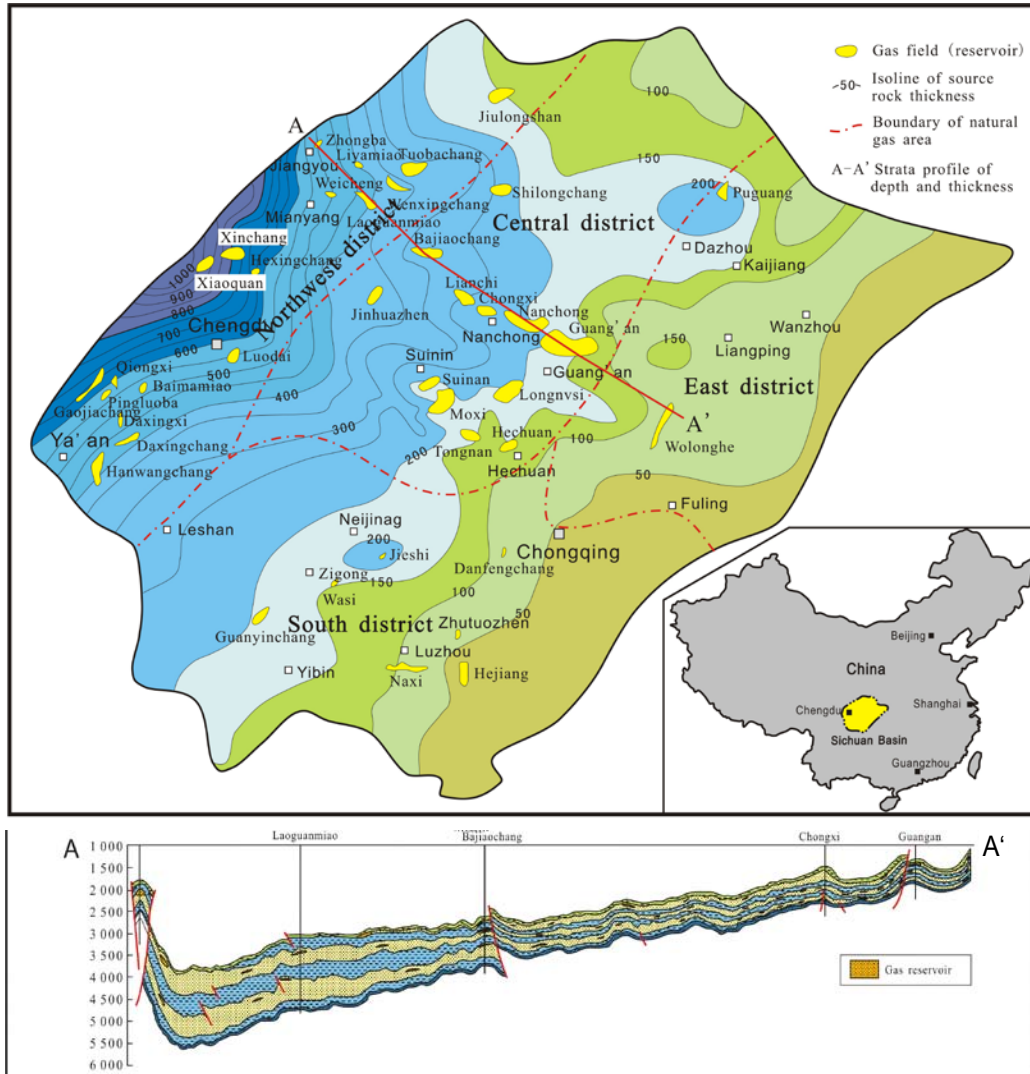 Gas field (reservoir)
-50- Isoline of source
rock thickness
Boundary of natural
gas area
A-A' Strata profile of
depth and thickness
100
Jiulongshan
A
Zhongba
Jiangyou
Liyamiao
Tuobachang
150
Weicheng
Wenxingchang
Shilongchang
200
Puguang
Mianyang
Laoguanmiao
Central district
Xinchang
Bajiaochang
Dazhou
Hexingchang
Northwest district
Kaijiang
Xiaoquan
1000
900
800
700
600
500
400
300
200
Lianchi
Chongxi
Jinhuazhen
Nanchong
Nanchong
Guang'an
Wanzhou
Chengdu
Luodai
150
Liangping
Suinin
Guang'an
Qiongxi
Baimamiao
Suinan
East district
Pingluoba
Longnvsi
Gaojiachang
Moxi
A'
Daxingxi
100
Wolonghe
Ya'an
Daxingchang
Tongnan
Hechuan
Hechuan
Hanwangchang
50
Fuling
Leshan
Neijinag
200
Chongqing
Jieshi
Danfengchang
Zigong
150
Wasi
100
50
South district
Zhutuozhen
Guanyinchang
Luzhou
Yibin
Naxi
Hejiang
Beijing
China
Chengdu
Shanghai
Sichuan Basin
Guangzhou
A
Laoguanmiao
Bajiaochang
Chongxi
Guangan
A'
1 000
1 500
2 000
2 500
3 000
3 500
4 000
4 500
5 000
5 500
6 000
Gas reservoir